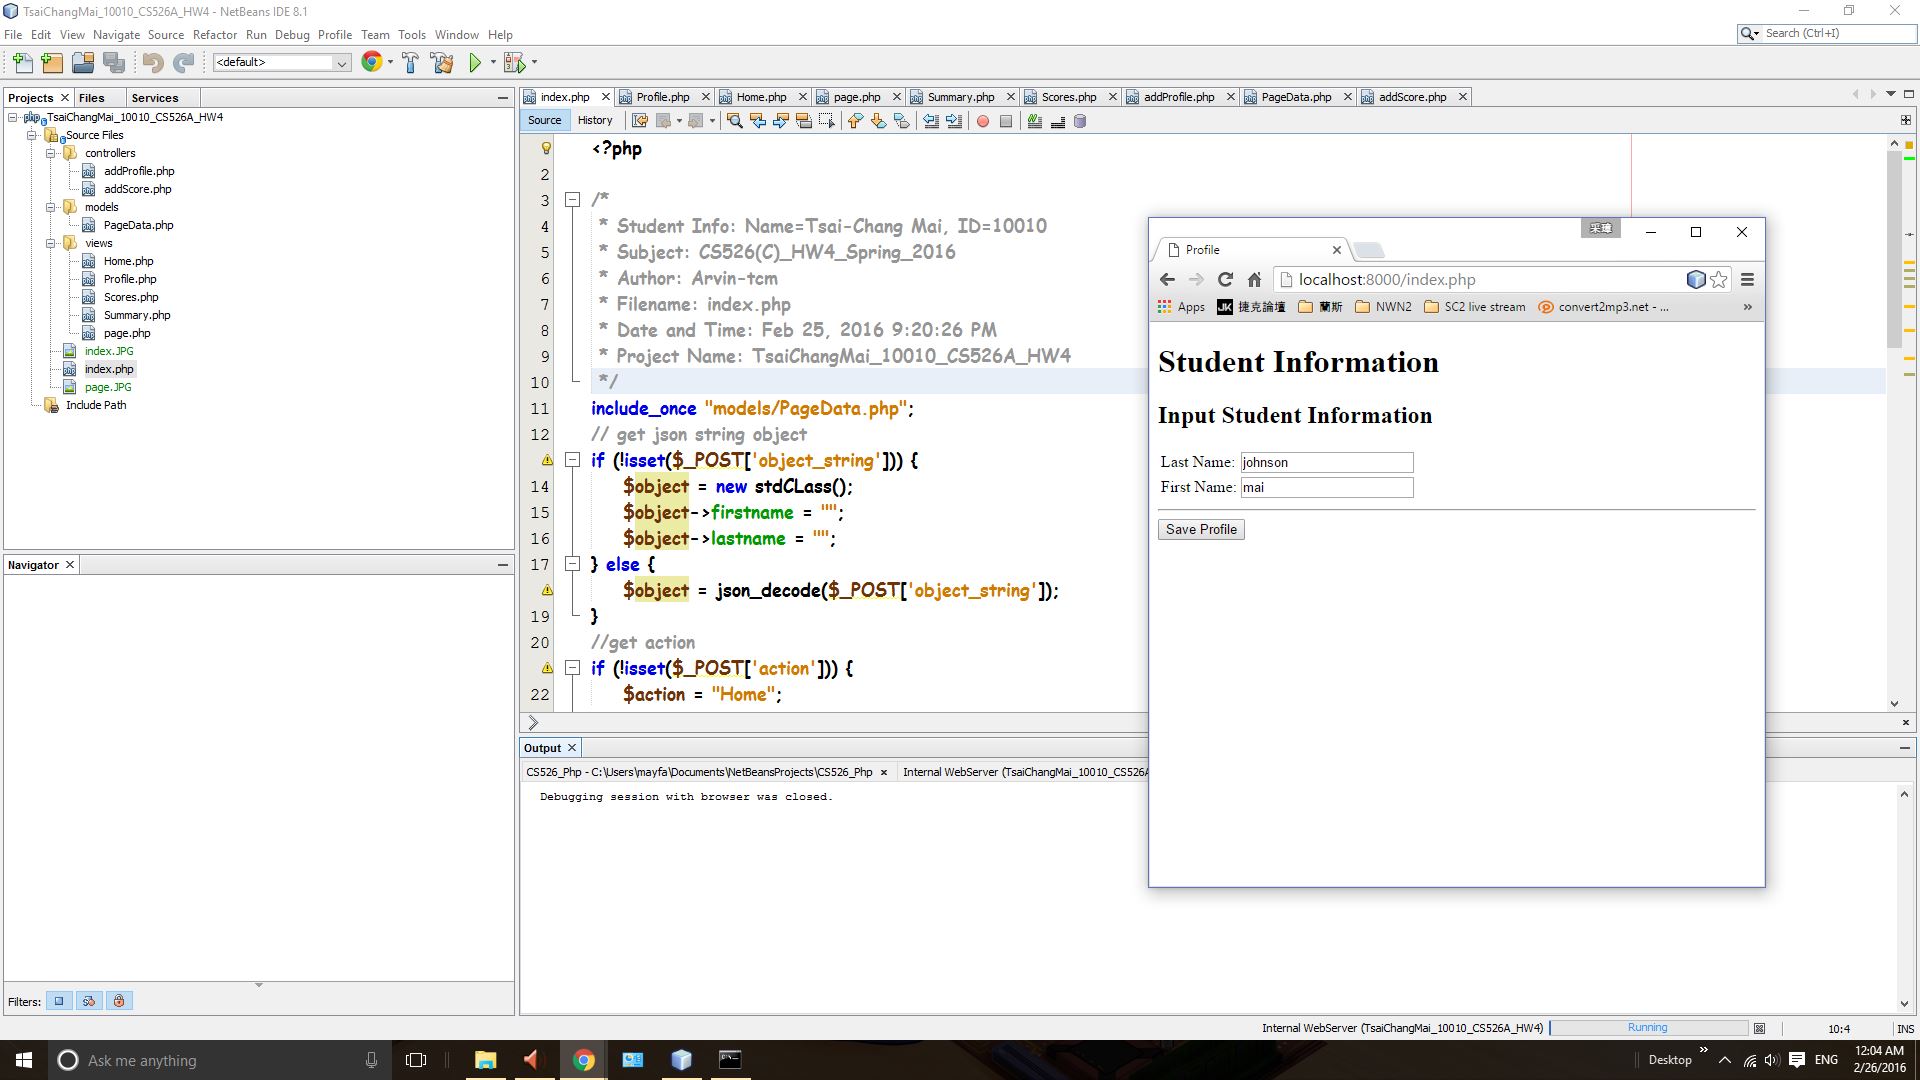 TsaiChangMai_10010_CS526A_HW4 - NetBeans IDE 8.1
File Edit View Navigate Source Refactor Run Debug Profile Team Tools Window Help
Search (Ctrl+I)
<default>
Projects Files Services
TsaiChangMai_10010_CS526A_HW4
Source Files
controllers
addProfile.php
addScore.php
models
PageData.php
views
Home.php
Profile.php
Scores.php
Summary.php
page.php
index.JPG
index.php
page.JPG
Include Path
Navigator
Filters:
index.php Profile.php Home.php page.php Summary.php Scores.php addProfile.php PageData.php addScore.php
Source History
<?php
2
3 /*
4 * Student Info: Name=Tsai-Chang Mai, ID=10010
5 * Subject: CS526(C)_HW4_Spring_2016
6 * Author: Arvin-tcm
7 * Filename: index.php
8 * Date and Time: Feb 25, 2016 9:20:26 PM
9 * Project Name: TsaiChangMai_10010_CS526A_HW4
10 */
11 include_once "models/PageData.php";
12 // get json string object
if (!isset($_POST['object_string'])) {
14 $object = new stdCLass();
15 $object->firstname = "";
16 $object->lastname = "";
17 } else {
$object = json_decode($_POST['object_string']);
19 }
20 //get action
if (!isset($_POST['action'])) {
22 $action = "Home";
Output
CS526_Php - C:\Users\mayfa\Documents\NetBeansProjects\CS526_Php Internal WebServer (TsaiChangMai_10010_CS526A
Debugging session with browser was closed.
Profile
localhost:8000/index.php
Apps JK 捷克論壇 蘭斯 NWN2 SC2 live stream convert2mp3.net - ... »
Student Information
Input Student Information
Last Name: johnson
First Name: mai
Save Profile
Internal WebServer (TsaiChangMai_10010_CS526A_HW4) Running 10:4 INS
Ask me anything
Desktop » ENG 12:04 AM
2/26/2016